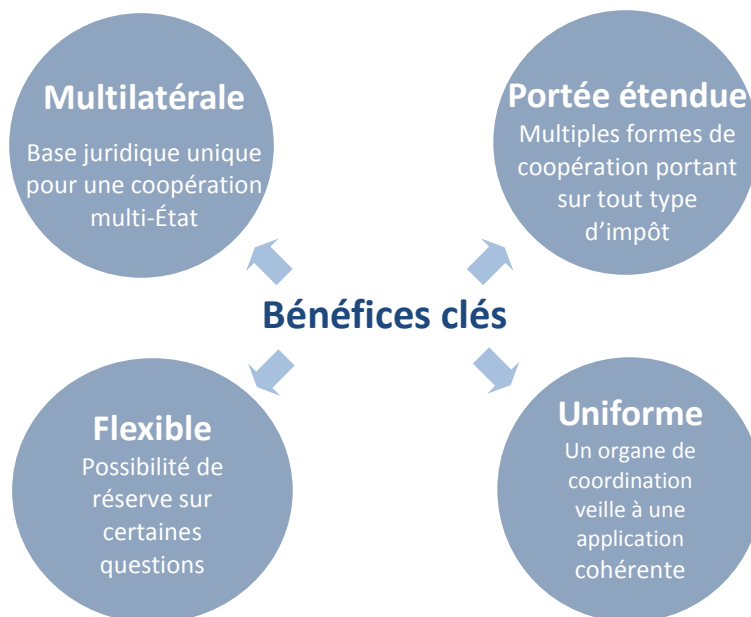 Multilatérale
Base juridique unique
pour une coopération
multi-État
Portée étendue
Multiples formes de
coopération portant
sur tout type
d'impôt
Bénéfices clés
Flexible
Possibilité de
réserve sur
certaines
questions
Uniforme
Un organe de
coordination
veille à une
application
cohérente